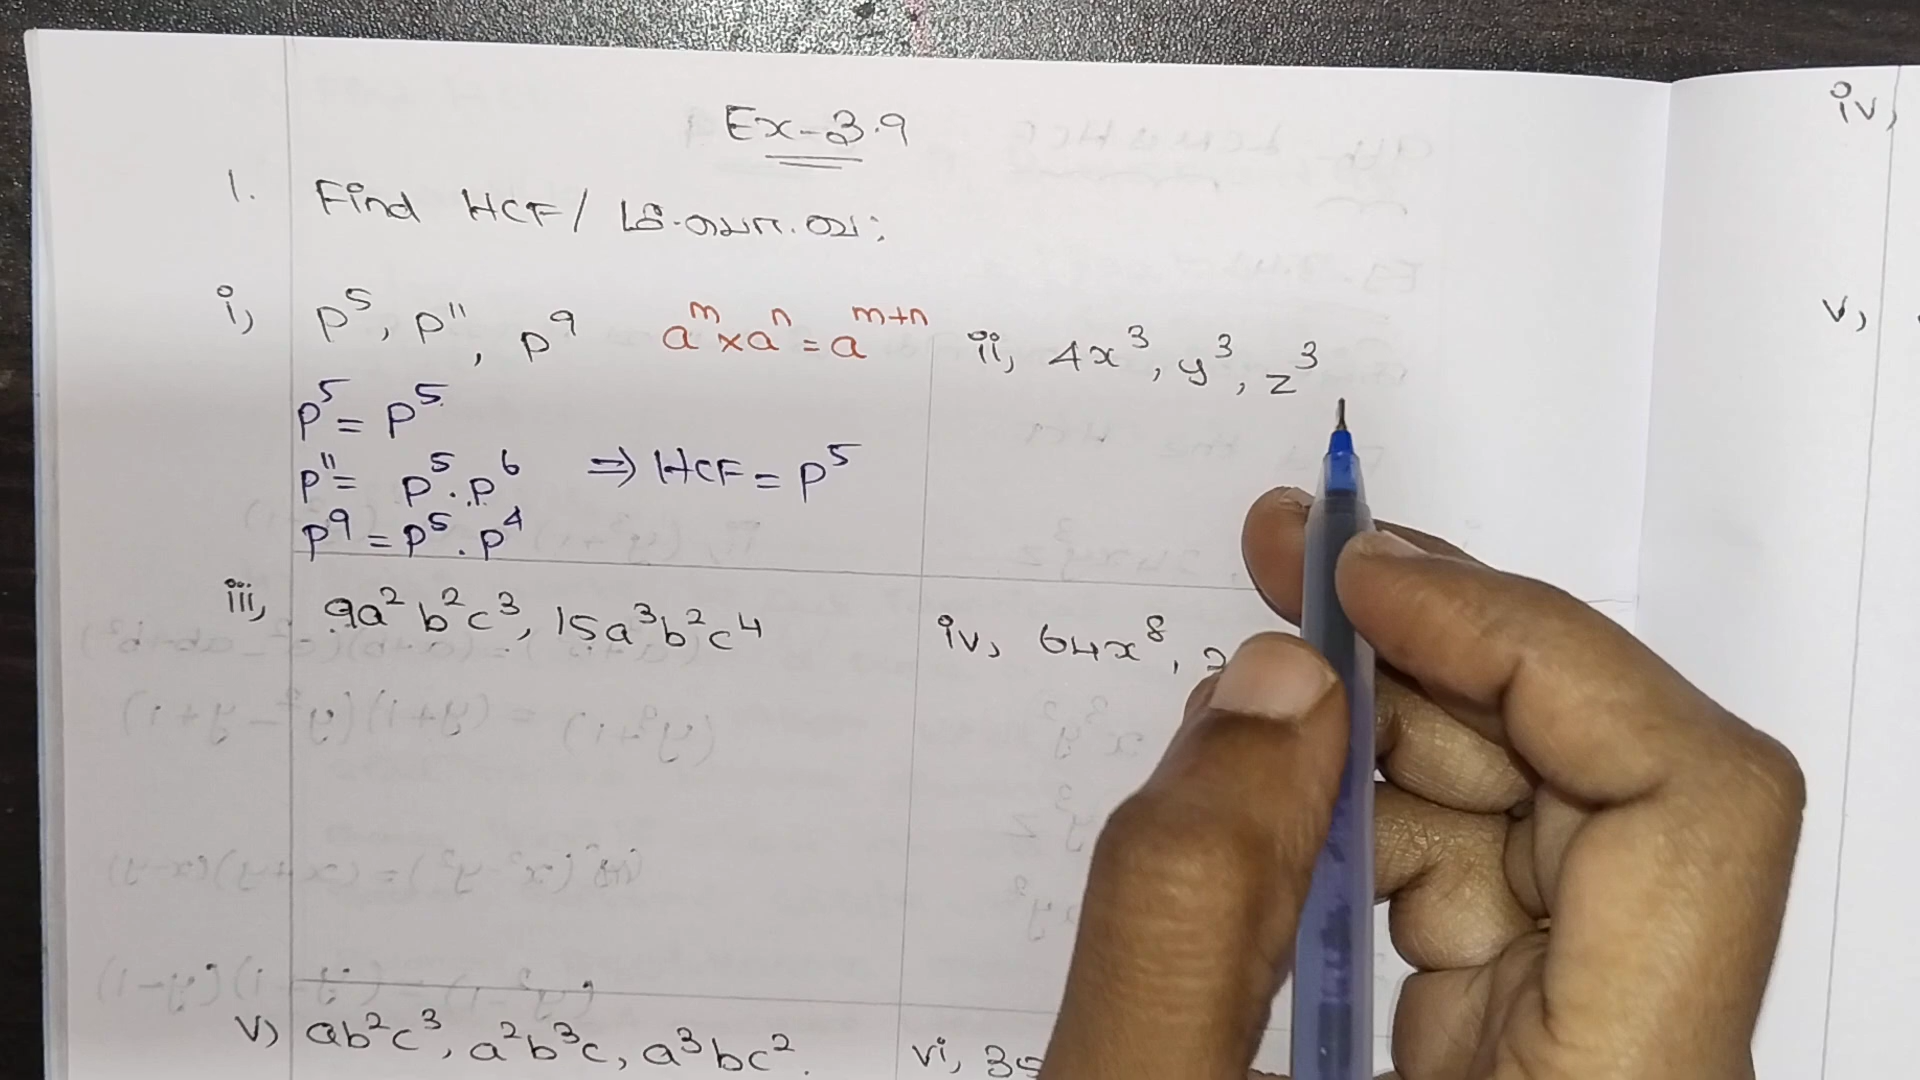 Ex-3.9
1. Find HCF / மீ.பொ.வ:
i, p⁵, p¹¹, p⁹ aᵐ × aⁿ = aᵐ⁺ⁿ
p⁵ = p⁵
p¹¹ = p⁵.p⁶ ⇒ HCF = p⁵
p⁹ = p⁵.p⁴
ii, 4x³, y³, z³
iii, 9a²b²c³, 15a³b²c⁴
iv, 64x⁸,
v) ab²c³, a²b³c, a³bc².
vi, 35
iv,
v,